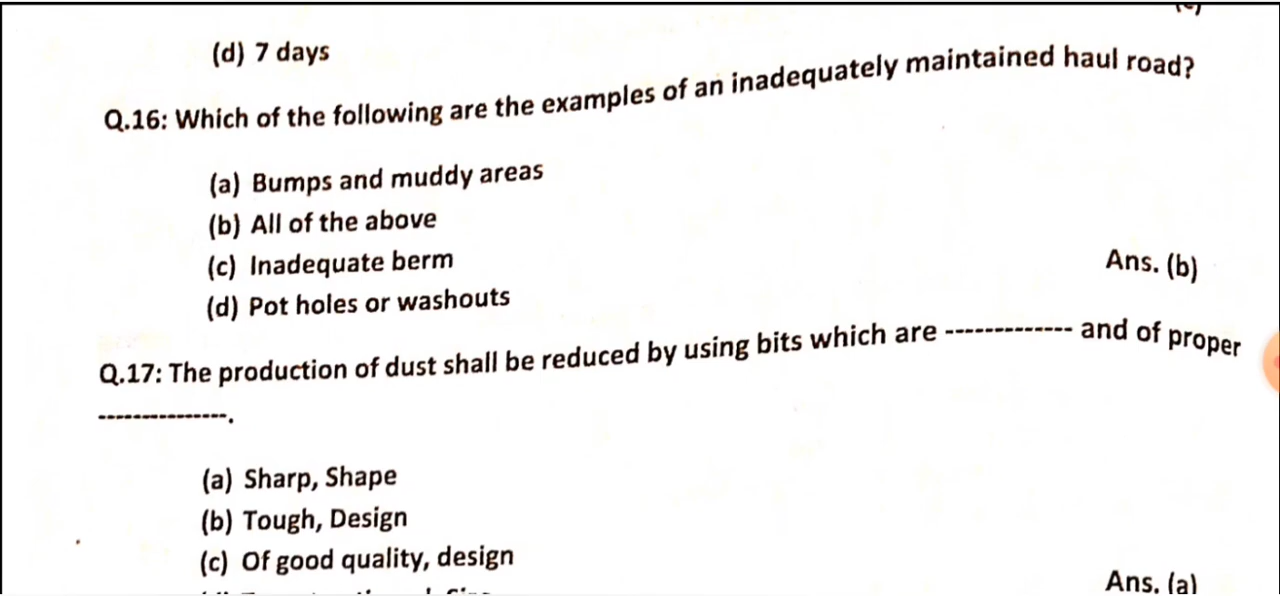 (d) 7 days
Q.16: Which of the following are the examples of an inadequately maintained haul road?
(a) Bumps and muddy areas
(b) All of the above
(c) Inadequate berm
(d) Pot holes or washouts
Ans. (b)
Q.17: The production of dust shall be reduced by using bits which are ------------- and of proper
---------------.
(a) Sharp, Shape
(b) Tough, Design
(c) Of good quality, design
Ans. (a)